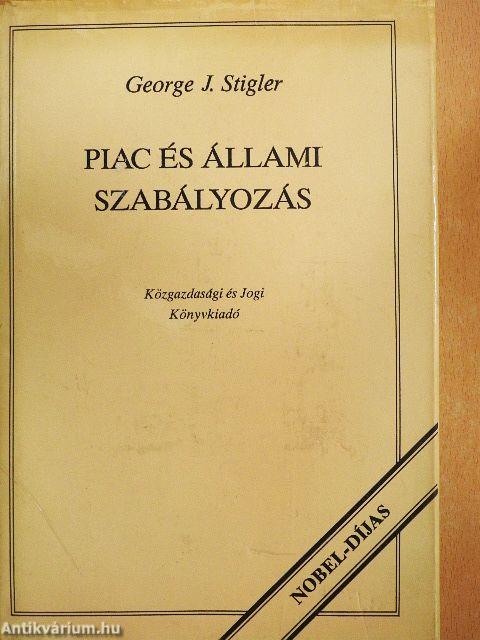 George J. Stigler
PIAC ÉS ÁLLAMI
SZABÁLYOZÁS
Közgazdasági és Jogi
Könyvkiadó
NOBEL-DÍJAS
Antikvárium.hu